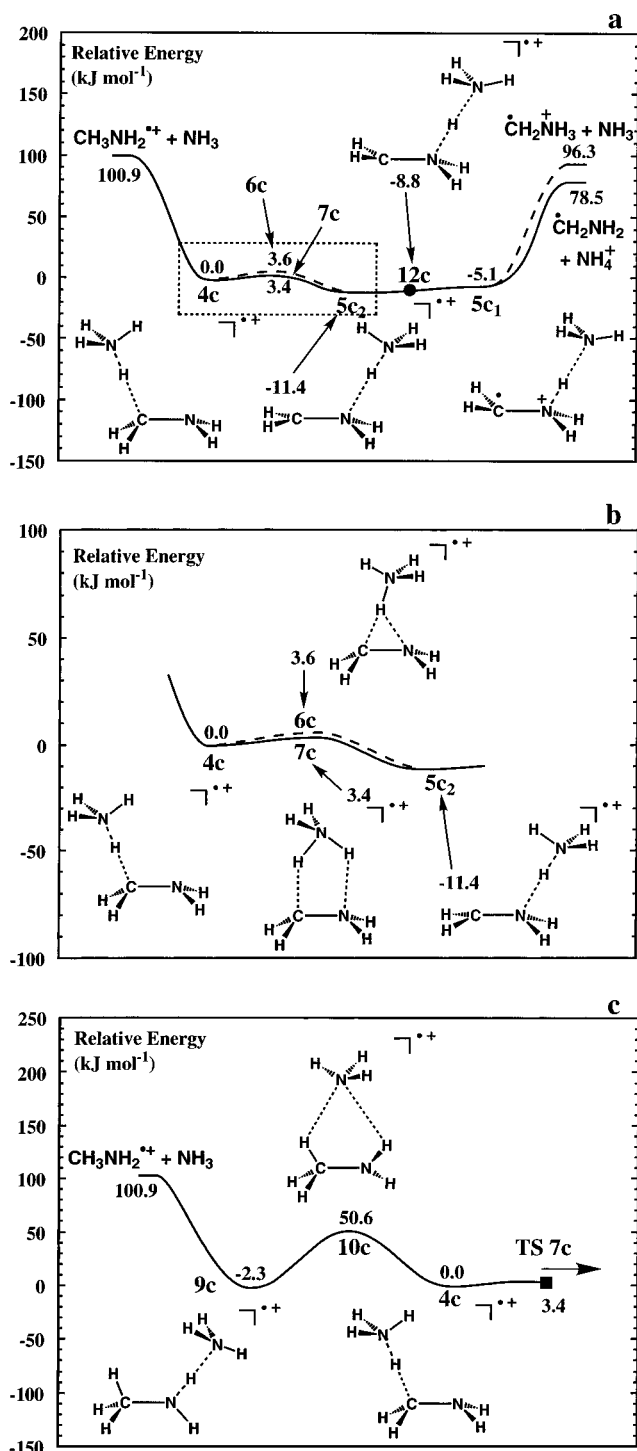 a
200
150
100
50
0
-50
-100
-150
Relative Energy
(kJ mol-1)
CH3NH2•+ + NH3
100.9
6c
7c
0.0
3.6
3.4
4c
5c2
-11.4
-8.8
12c
-5.1
5c1
•CH2N+H3 + NH3
96.3
78.5
•CH2NH2
+ NH4+
b
100
50
0
-50
-100
Relative Energy
(kJ mol-1)
3.6
6c
0.0
4c
7c
3.4
5c2
-11.4
c
250
200
150
100
50
0
-50
-100
-150
Relative Energy
(kJ mol-1)
CH3NH2•+ + NH3
100.9
9c
-2.3
50.6
10c
0.0
4c
TS 7c
3.4